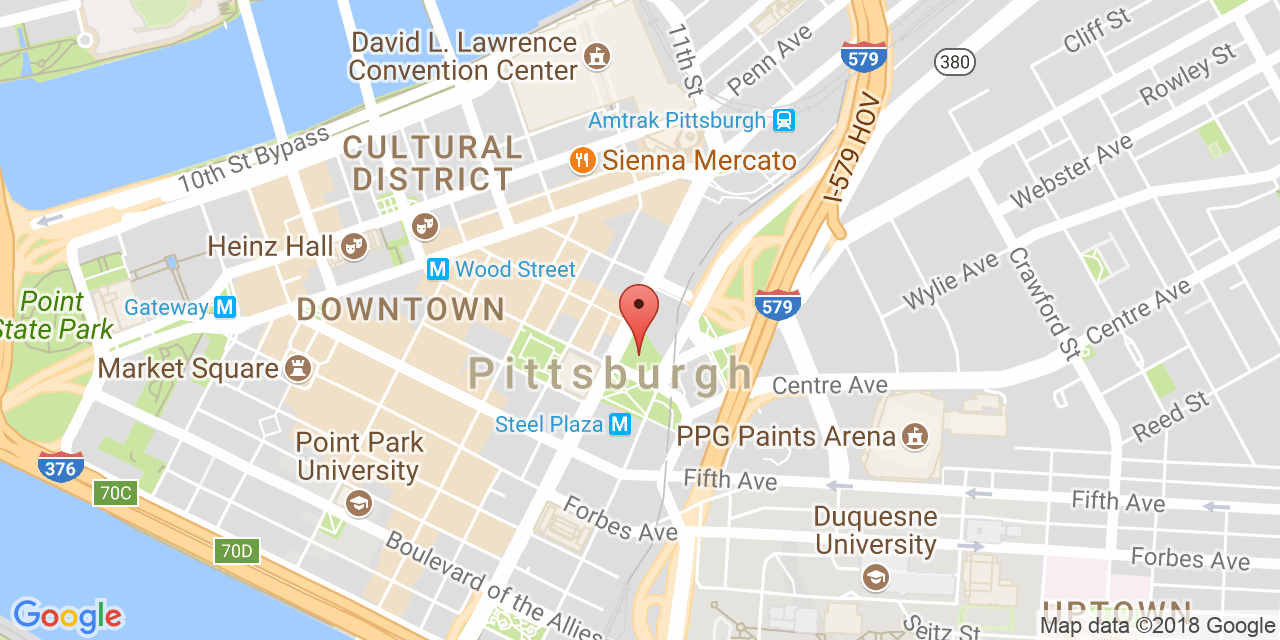 David L. Lawrence
Convention Center
11th St
Penn Ave
579
380
Cliff St
Rowley St
Amtrak Pittsburgh
I-579 HOV
CULTURAL
DISTRICT
Sienna Mercato
10th St Bypass
Webster Ave
Heinz Hall
M Wood Street
Wylie Ave
Crawford St
Centre Ave
Point
State Park
Gateway M
DOWNTOWN
579
Market Square
Pittsburgh
Centre Ave
Reed St
Steel Plaza M
PPG Paints Arena
Point Park
University
376
70C
Fifth Ave
Fifth Ave
Forbes Ave
Duquesne
University
70D
Boulevard of the Allies
Forbes Ave
UPTOWN
Seitz St
Google
Map data ©2018 Google